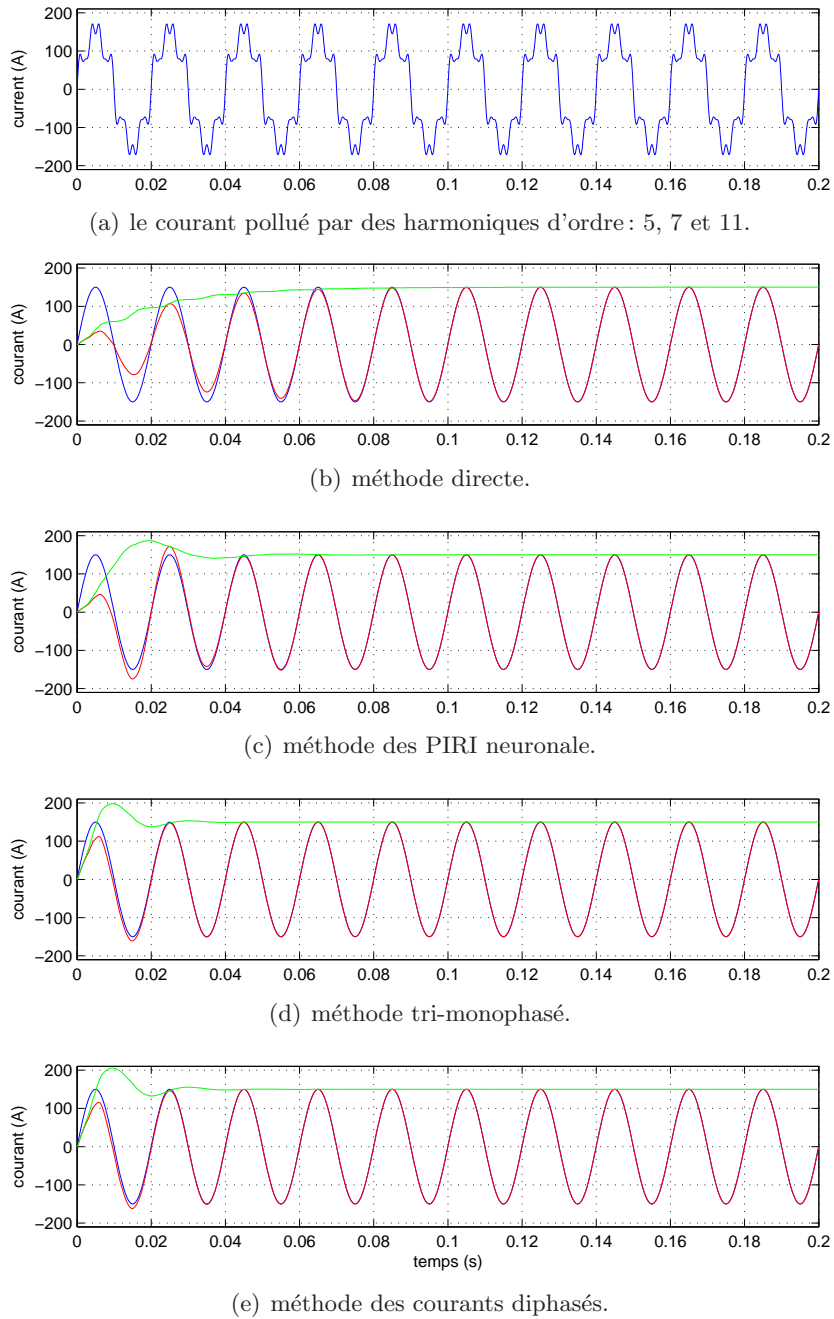 200
100
0
−100
−200
current (A)
0 0.02 0.04 0.06 0.08 0.1 0.12 0.14 0.16 0.18 0.2
(a) le courant pollué par des harmoniques d'ordre : 5, 7 et 11.
200
100
0
−100
−200
courant (A)
0 0.02 0.04 0.06 0.08 0.1 0.12 0.14 0.16 0.18 0.2
(b) méthode directe.
200
100
0
−100
−200
courant (A)
0 0.02 0.04 0.06 0.08 0.1 0.12 0.14 0.16 0.18 0.2
(c) méthode des PIRI neuronale.
200
100
0
−100
−200
courant (A)
0 0.02 0.04 0.06 0.08 0.1 0.12 0.14 0.16 0.18 0.2
(d) méthode tri-monophasé.
200
100
0
−100
−200
courant (A)
0 0.02 0.04 0.06 0.08 0.1 0.12 0.14 0.16 0.18 0.2
temps (s)
(e) méthode des courants diphasés.